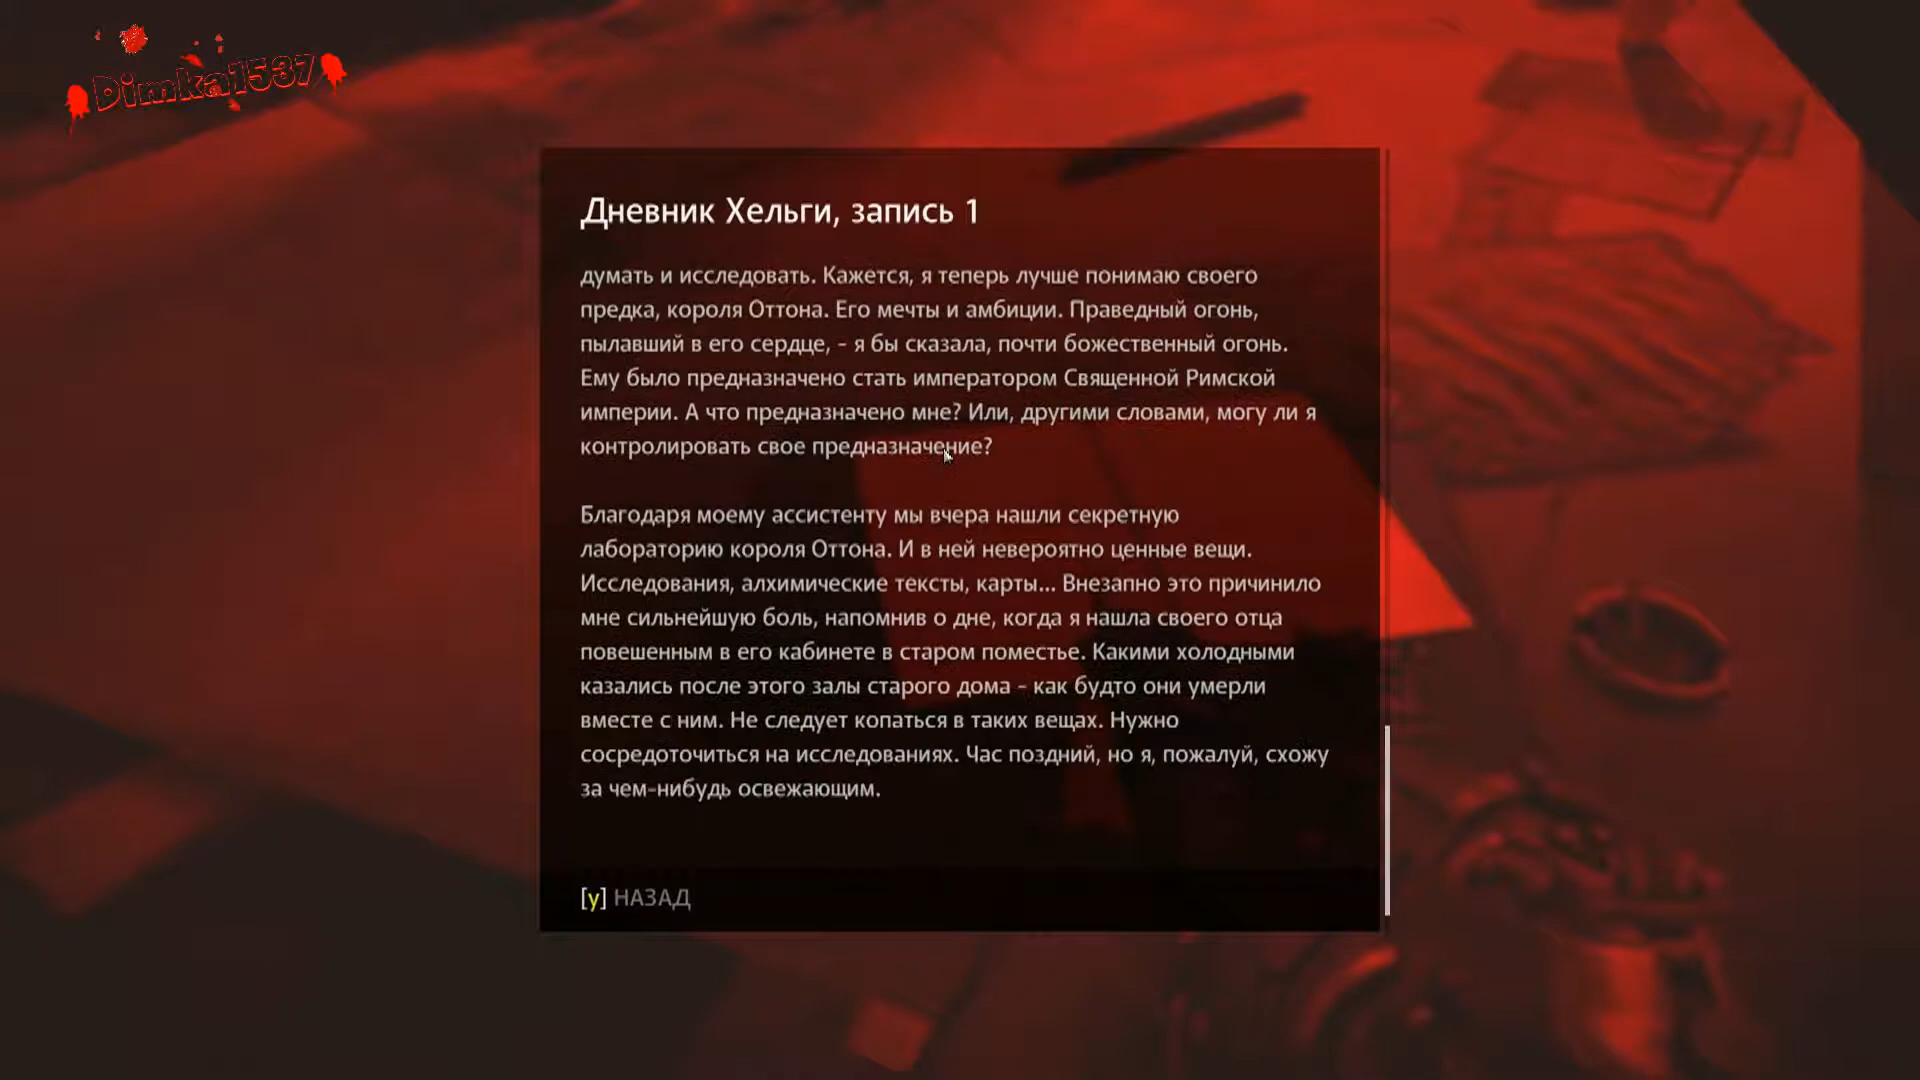 Dimka1537
Дневник Хельги, запись 1
думать и исследовать. Кажется, я теперь лучше понимаю своего
предка, короля Оттона. Его мечты и амбиции. Праведный огонь,
пылавший в его сердце, - я бы сказала, почти божественный огонь.
Ему было предназначено стать императором Священной Римской
империи. А что предназначено мне? Или, другими словами, могу ли я
контролировать свое предназначение?
Благодаря моему ассистенту мы вчера нашли секретную
лабораторию короля Оттона. И в ней невероятно ценные вещи.
Исследования, алхимические тексты, карты... Внезапно это причинило
мне сильнейшую боль, напомнив о дне, когда я нашла своего отца
повешенным в его кабинете в старом поместье. Какими холодными
казались после этого залы старого дома - как будто они умерли
вместе с ним. Не следует копаться в таких вещах. Нужно
сосредоточиться на исследованиях. Час поздний, но я, пожалуй, схожу
за чем-нибудь освежающим.
[y] НАЗАД